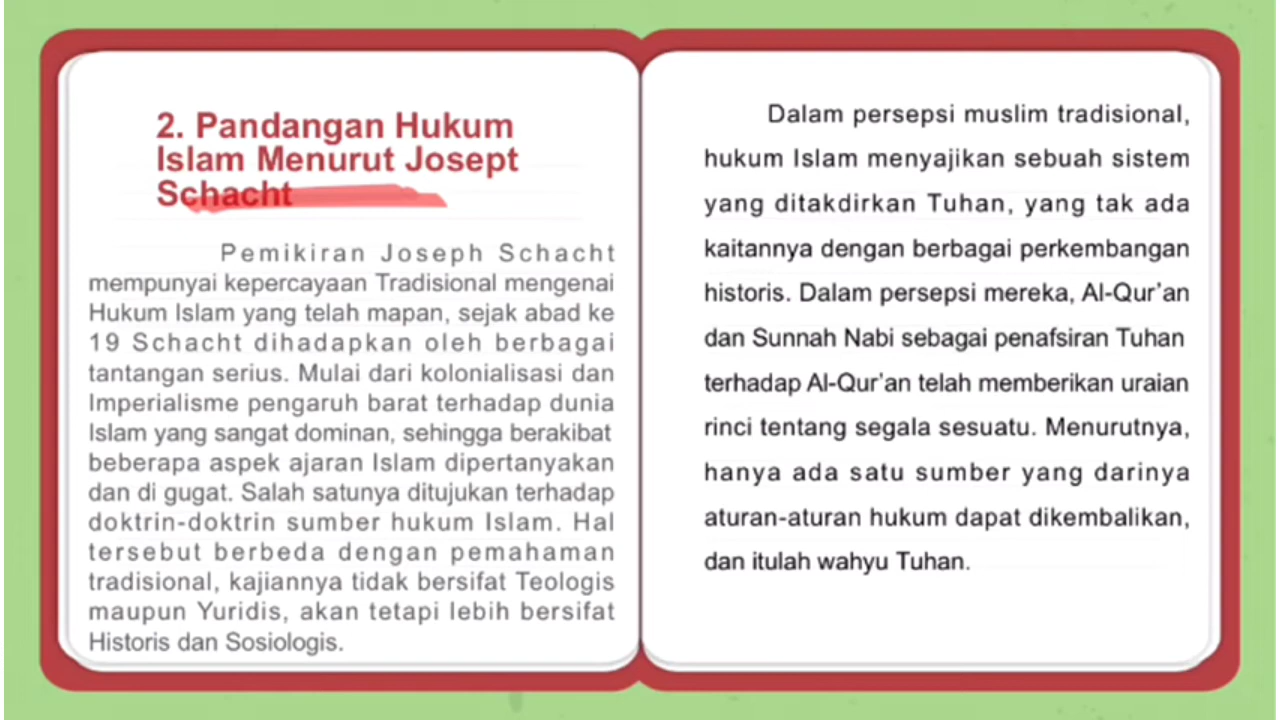 2. Pandangan Hukum
Islam Menurut Josept
Schacht
Pemikiran Joseph Schacht
mempunyai kepercayaan Tradisional mengenai
Hukum Islam yang telah mapan, sejak abad ke
19 Schacht dihadapkan oleh berbagai
tantangan serius. Mulai dari kolonialisasi dan
Imperialisme pengaruh barat terhadap dunia
Islam yang sangat dominan, sehingga berakibat
beberapa aspek ajaran Islam dipertanyakan
dan di gugat. Salah satunya ditujukan terhadap
doktrin-doktrin sumber hukum Islam. Hal
tersebut berbeda dengan pemahaman
tradisional, kajiannya tidak bersifat Teologis
maupun Yuridis, akan tetapi lebih bersifat
Historis dan Sosiologis.
Dalam persepsi muslim tradisional,
hukum Islam menyajikan sebuah sistem
yang ditakdirkan Tuhan, yang tak ada
kaitannya dengan berbagai perkembangan
historis. Dalam persepsi mereka, Al-Qur'an
dan Sunnah Nabi sebagai penafsiran Tuhan
terhadap Al-Qur'an telah memberikan uraian
rinci tentang segala sesuatu. Menurutnya,
hanya ada satu sumber yang darinya
aturan-aturan hukum dapat dikembalikan,
dan itulah wahyu Tuhan.